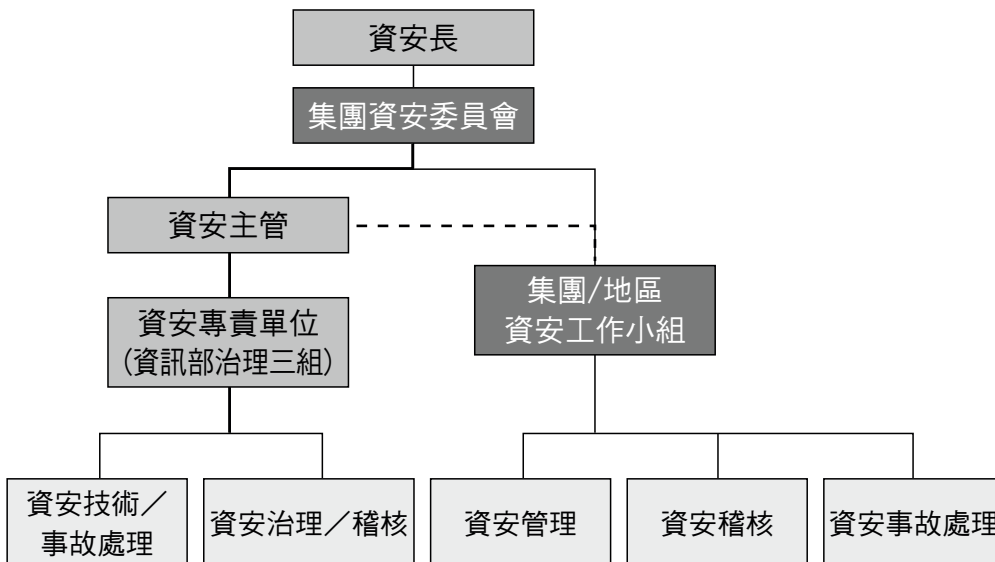 資安長
集團資安委員會
資安主管
集團/地區
資安工作小組
資安專責單位
(資訊部治理三組)
資安技術／
事故處理
資安治理／稽核
資安管理
資安稽核
資安事故處理